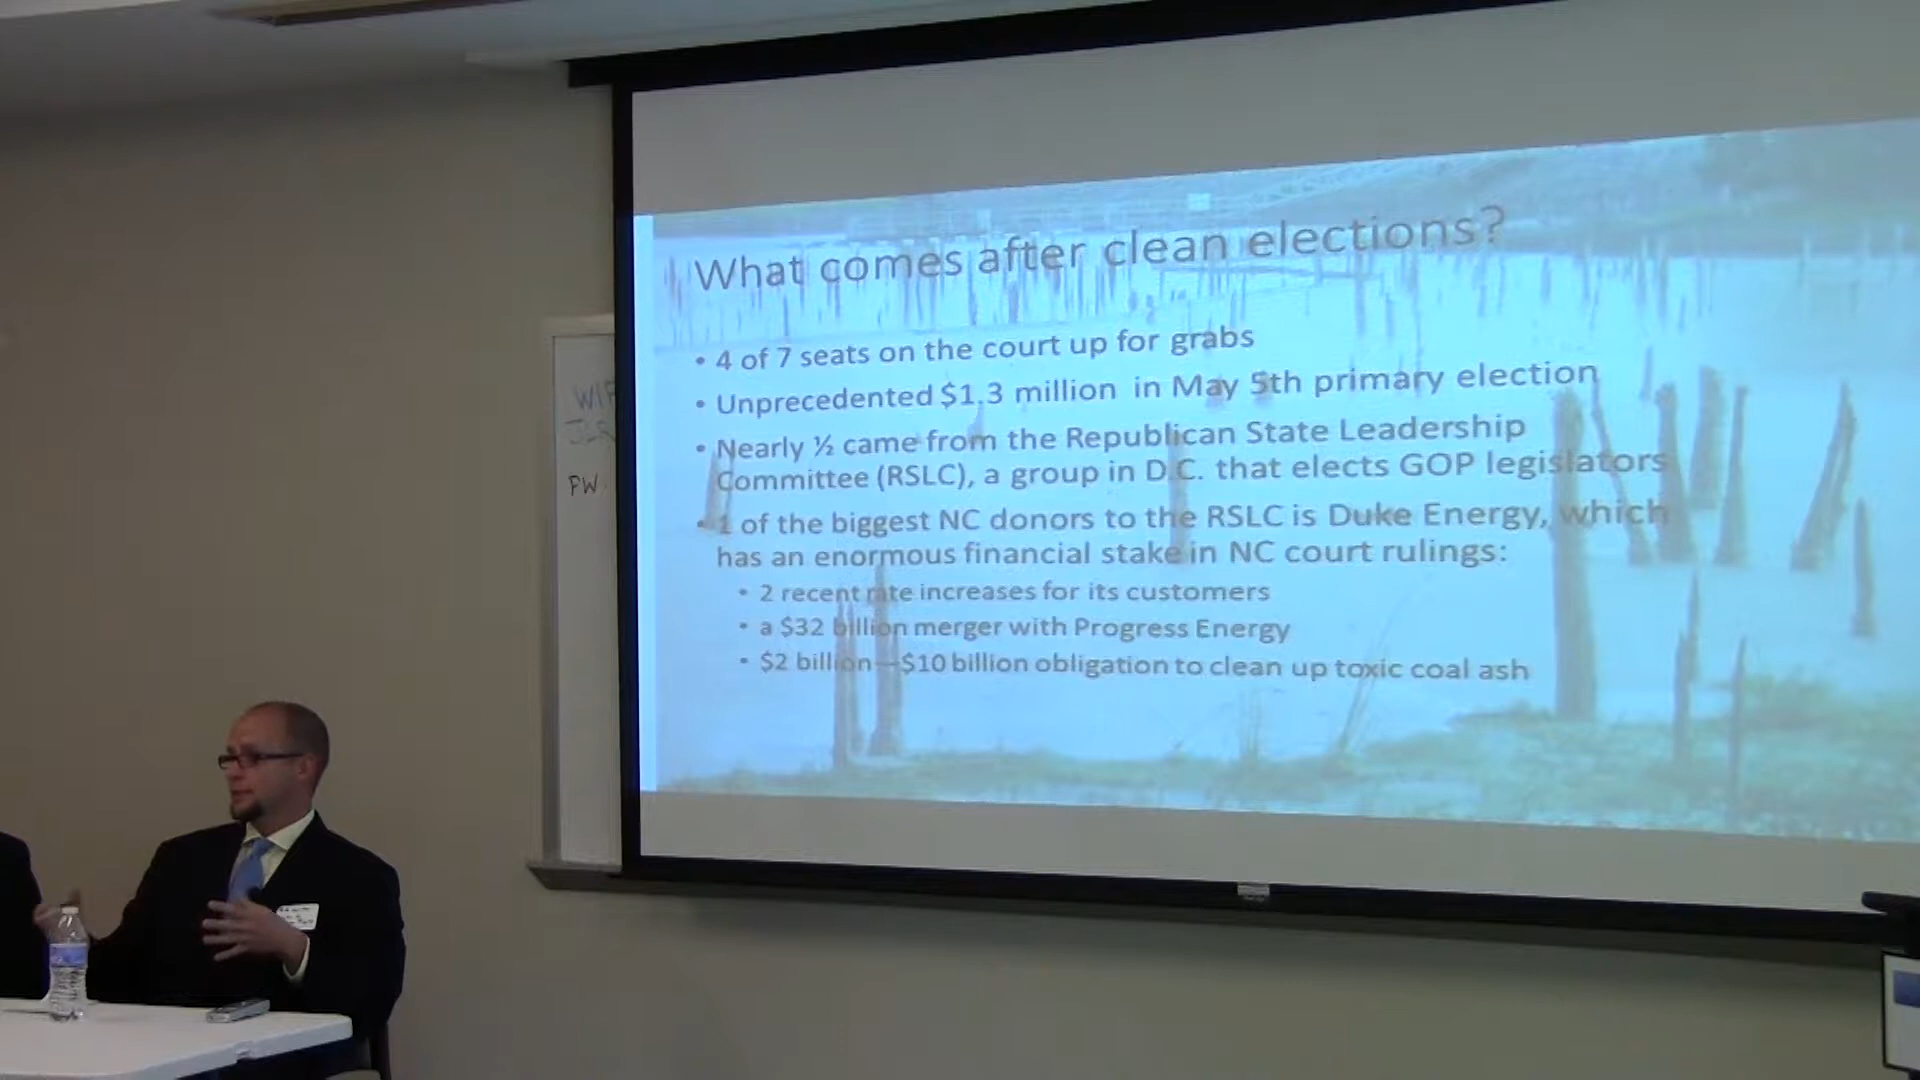 What comes after clean elections?
• 4 of 7 seats on the court up for grabs
• Unprecedented $1.3 million in May 5th primary election
• Nearly ½ came from the Republican State Leadership
Committee (RSLC), a group in D.C. that elects GOP legislators
• 1 of the biggest NC donors to the RSLC is Duke Energy, which
has an enormous financial stake in NC court rulings:
• 2 recent rate increases for its customers
• a $32 billion merger with Progress Energy
• $2 billion—$10 billion obligation to clean up toxic coal ash
PW